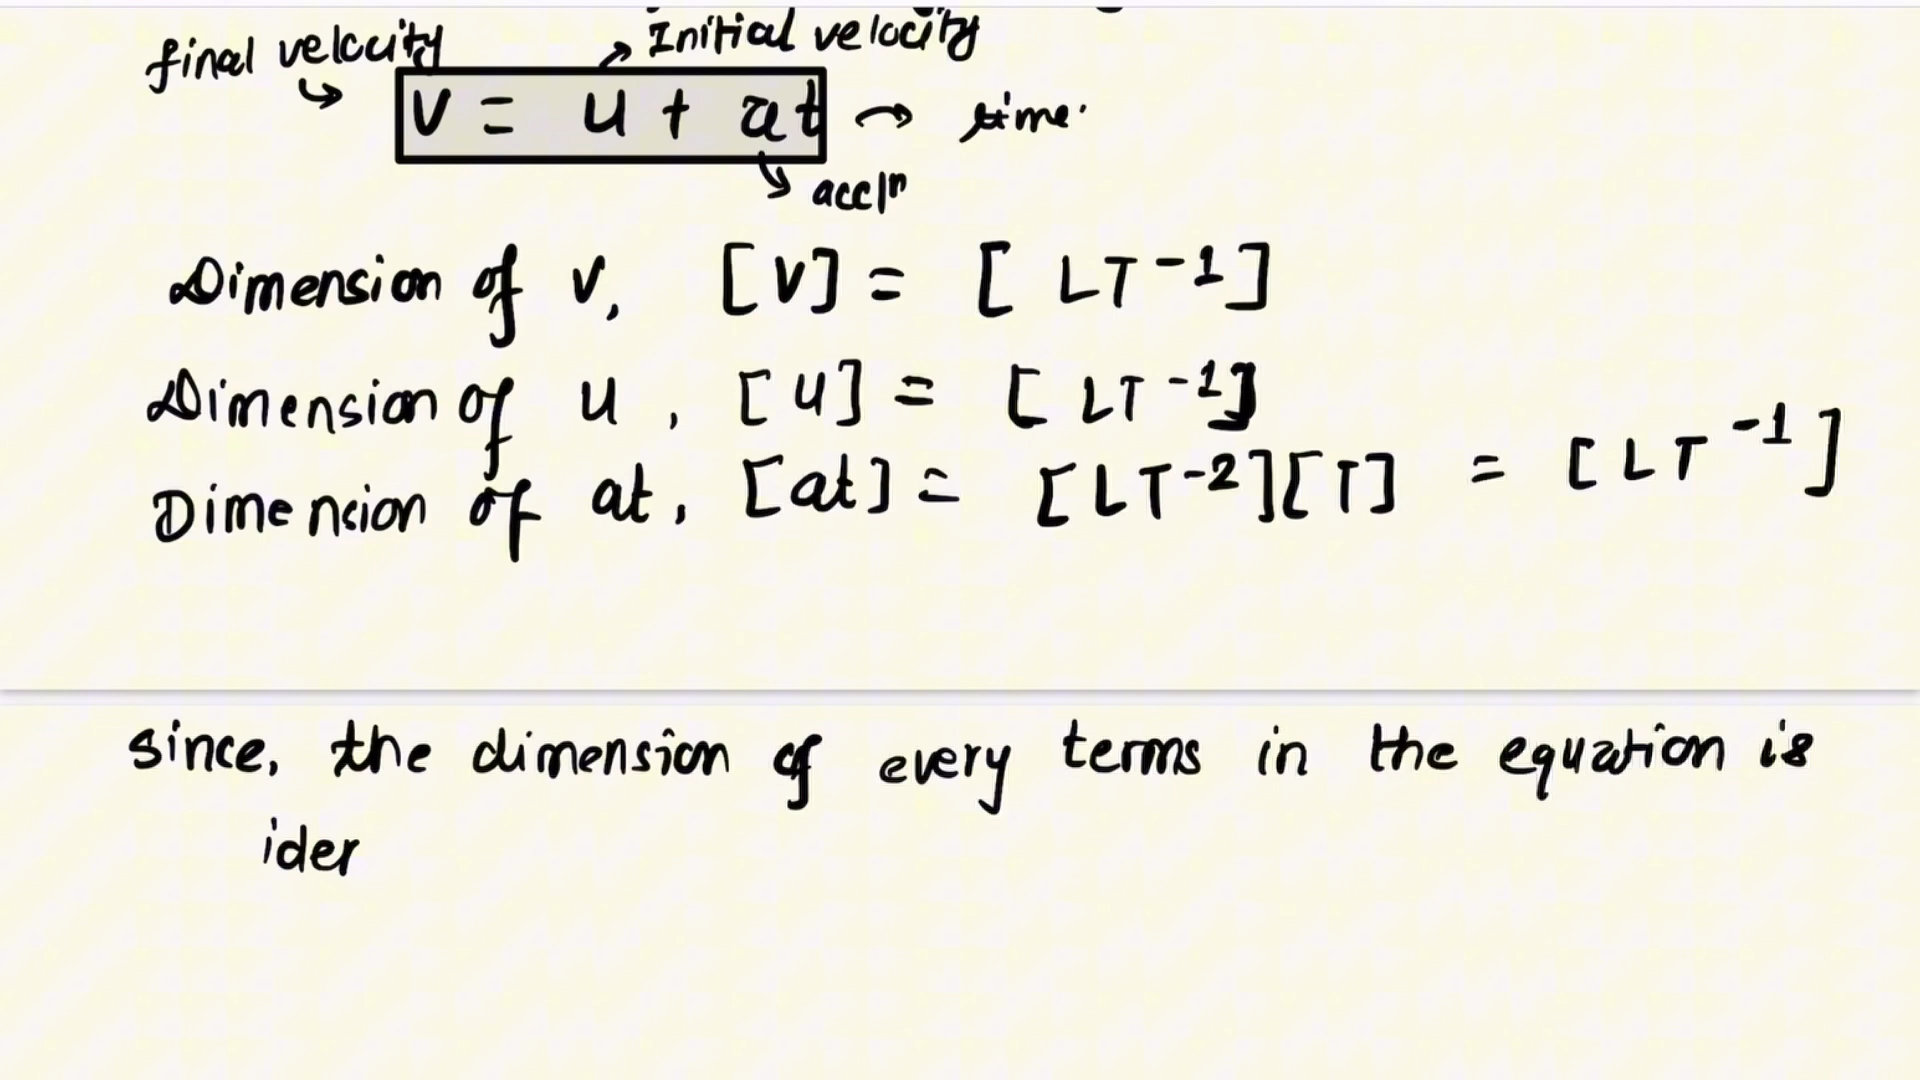 final velocity Initial velocity
v = u + at time.
acclⁿ
Dimension of v, [v] = [LT⁻¹]
Dimension of u, [u] = [LT⁻¹]
Dimension of at, [at] = [LT⁻²][T] = [LT⁻¹]
since, the dimension of every terms in the equation is
ider